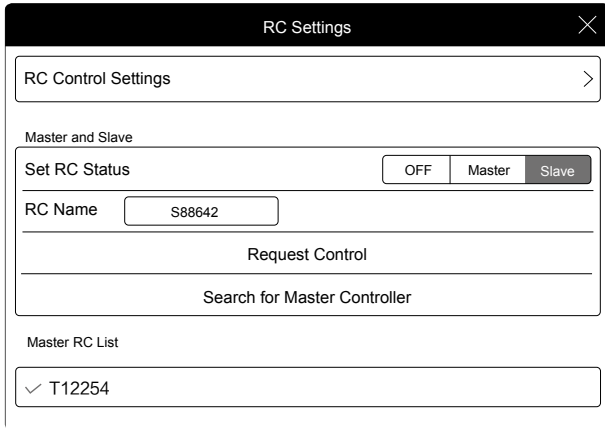 RC Settings
RC Control Settings
Master and Slave
Set RC Status OFF Master Slave
RC Name S88642
Request Control
Search for Master Controller
Master RC List
T12254